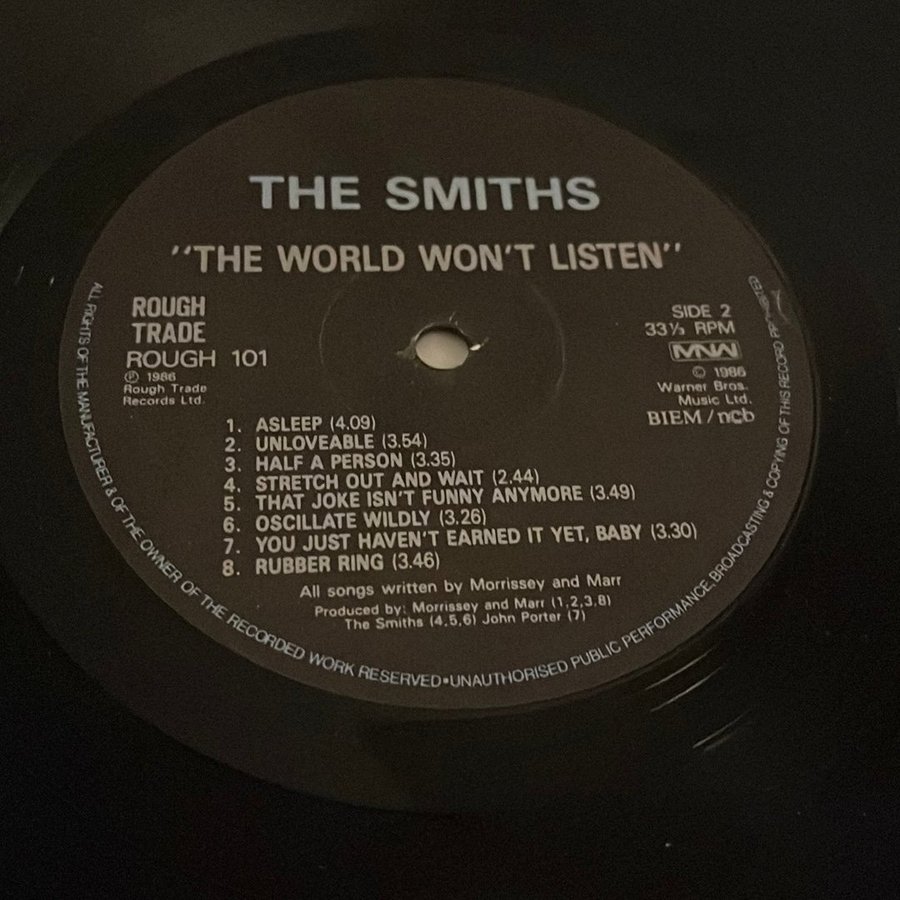 THE SMITHS
"THE WORLD WON'T LISTEN"
ROUGH
TRADE
ROUGH 101
℗ 1986
Rough Trade
Records Ltd.
SIDE 2
33⅓ RPM
MNW
© 1986
Warner Bros.
Music Ltd.
BIEM/ncb
1. ASLEEP (4.09)
2. UNLOVEABLE (3.54)
3. HALF A PERSON (3.35)
4. STRETCH OUT AND WAIT (2.44)
5. THAT JOKE ISN'T FUNNY ANYMORE (3.49)
6. OSCILLATE WILDLY (3.26)
7. YOU JUST HAVEN'T EARNED IT YET, BABY (3.30)
8. RUBBER RING (3.46)
All songs written by Morrissey and Marr
Produced by: Morrissey and Marr (1,2,3,8)
The Smiths (4,5,6) John Porter (7)
ALL RIGHTS OF THE MANUFACTURER & OF THE OWNER OF THE RECORDED WORK RESERVED•UNAUTHORISED PUBLIC PERFORMANCE, BROADCASTING & COPYING OF THIS RECORD PROHIBITED